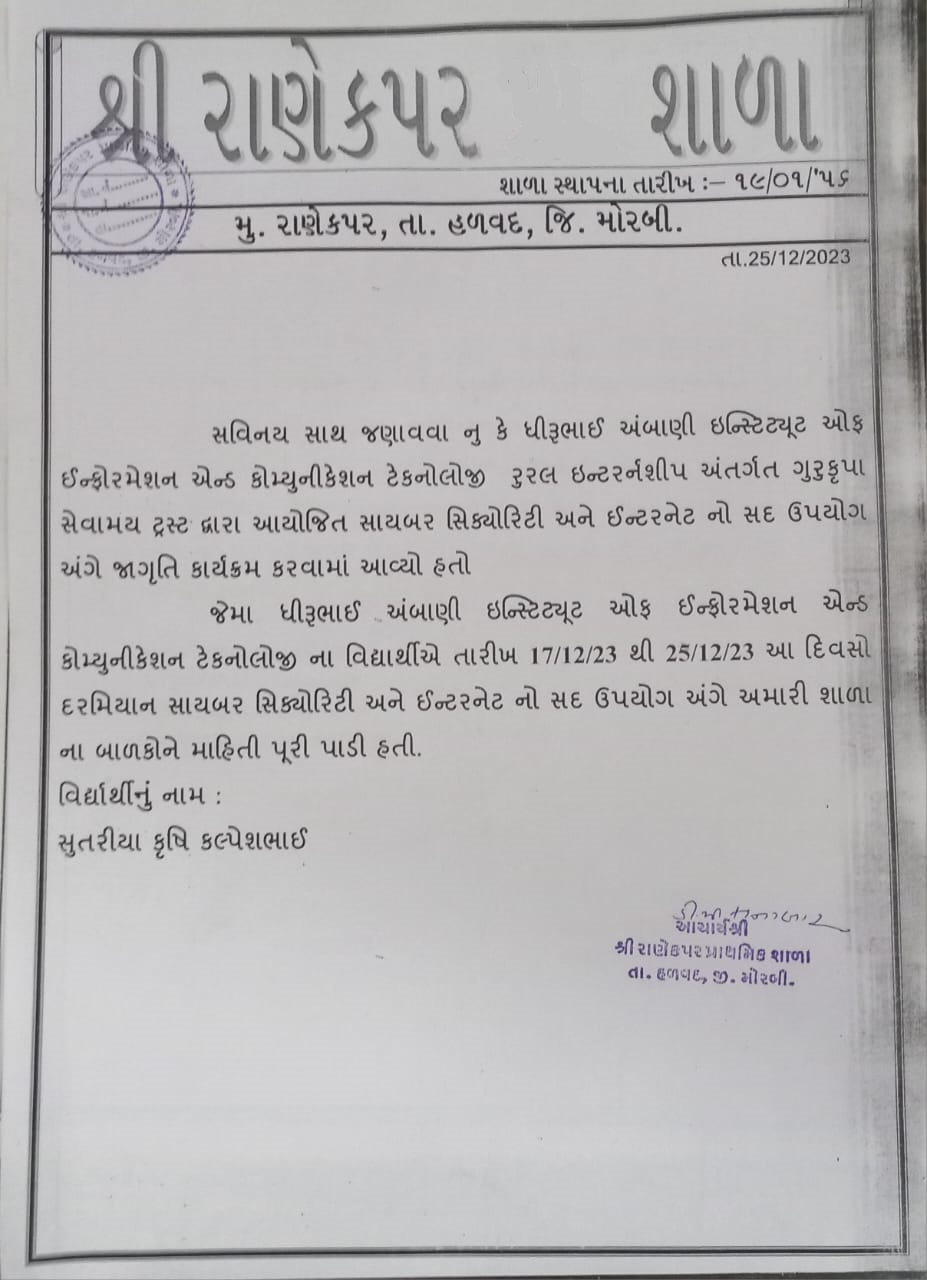 શ્રી રાણેકપર શાળા
શાળા સ્થાપના તારીખ :– ૧૯/૦૧/'૫૬
મુ. રાણેકપર, તા. હળવદ, જિ. મોરબી.
તા.25/12/2023
સવિનય સાથ જણાવવા નુ કે ધીરૂભાઈ અંબાણી ઇન્સ્ટિટ્યૂટ ઓફ
ઈન્ફોરમેશન એન્ડ કોમ્યુનીકેશન ટેકનોલોજી રુરલ ઇન્ટરર્નશીપ અંતર્ગત ગુરુકૃપા
સેવામય ટ્રસ્ટ દ્વારા આયોજિત સાયબર સિક્યોરિટી અને ઈન્ટરનેટ નો સદ ઉપયોગ
અંગે જાગૃતિ કાર્યક્રમ કરવામાં આવ્યો હતો
જેમા ધીરૂભાઈ અંબાણી ઇન્સ્ટિટ્યૂટ ઓફ ઈન્ફોરમેશન એન્ડ
કોમ્યુનીકેશન ટેકનોલોજી ના વિદ્યાર્થીએ તારીખ 17/12/23 થી 25/12/23 આ દિવસો
દરમિયાન સાયબર સિક્યોરિટી અને ઈન્ટરનેટ નો સદ ઉપયોગ અંગે અમારી શાળા
ના બાળકોને માહિતી પૂરી પાડી હતી.
વિદ્યાર્થીનું નામ :
સુતરીયા કૃષિ કલ્પેશભાઈ
આચાર્યશ્રી
શ્રી રાણેકપર પ્રાથમિક શાળા
તા. હળવદ, જી. મોરબી.